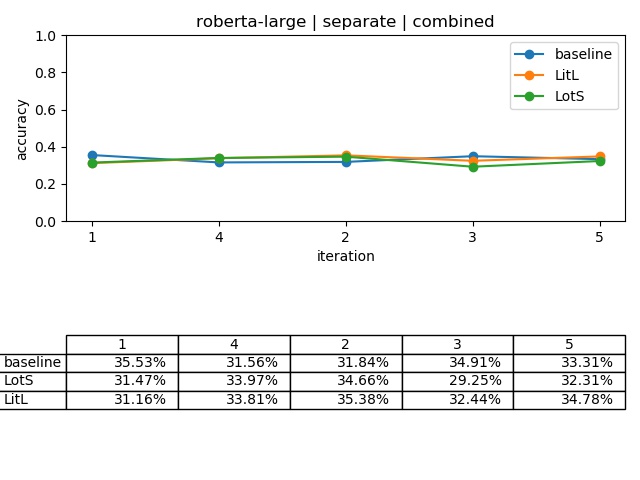 roberta-large | separate | combined
1.0
0.8
0.6
0.4
0.2
0.0
accuracy
baseline
LitL
LotS
1 4 2 3 5
iteration
1 4 2 3 5
baseline 35.53% 31.56% 31.84% 34.91% 33.31%
LotS 31.47% 33.97% 34.66% 29.25% 32.31%
LitL 31.16% 33.81% 35.38% 32.44% 34.78%